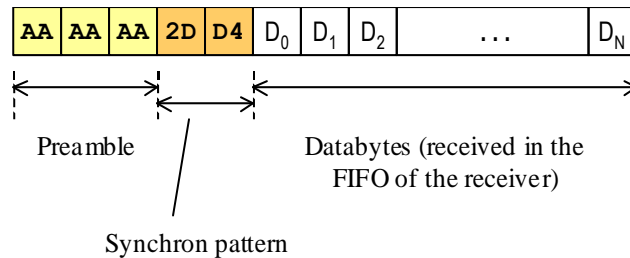 AA AA AA 2D D4 D0 D1 D2 ... DN
Preamble
Databytes (received in the
FIFO of the receiver)
Synchron pattern